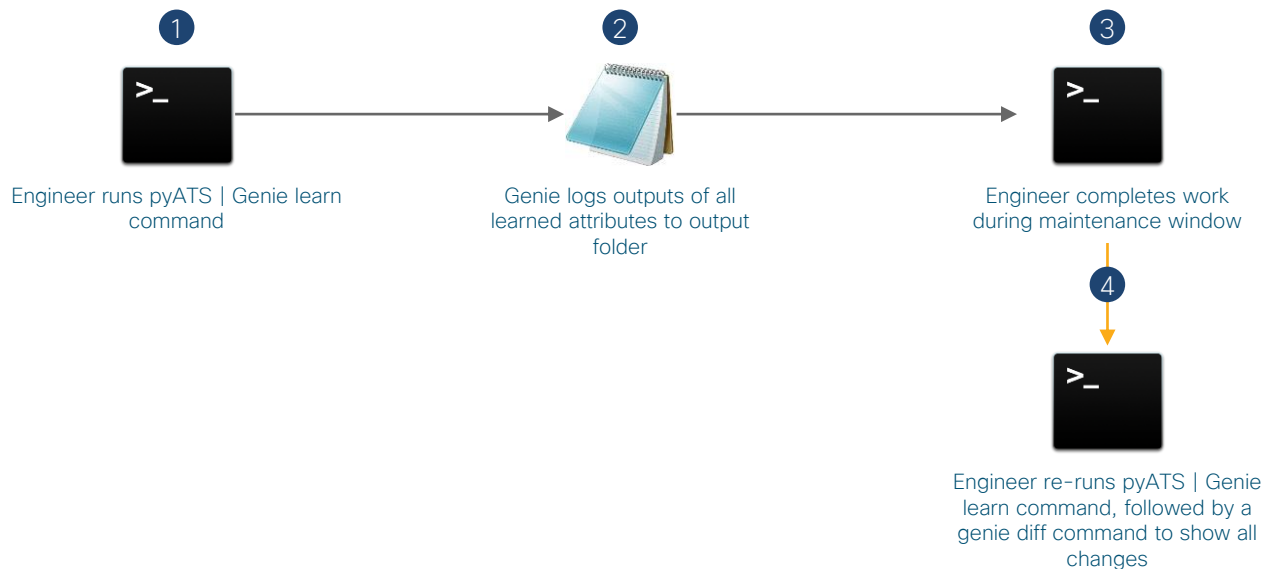 1
>_
Engineer runs pyATS | Genie learn
command
2
Genie logs outputs of all
learned attributes to output
folder
3
>_
Engineer completes work
during maintenance window
4
>_
Engineer re-runs pyATS | Genie
learn command, followed by a
genie diff command to show all
changes